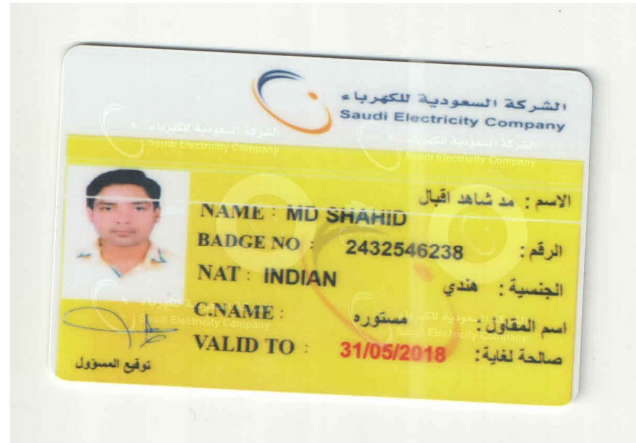 الشركة السعودية للكهرباء
Saudi Electricity Company
الاسم : مد شاهد اقبال
NAME : MD SHAHID
BADGE NO : 2432546238 الرقم :
NAT : INDIAN الجنسية : هندي
C.NAME : اسم المقاول : مستوره
VALID TO : 31/05/2018 صالحة لغاية :
توقيع المسؤول